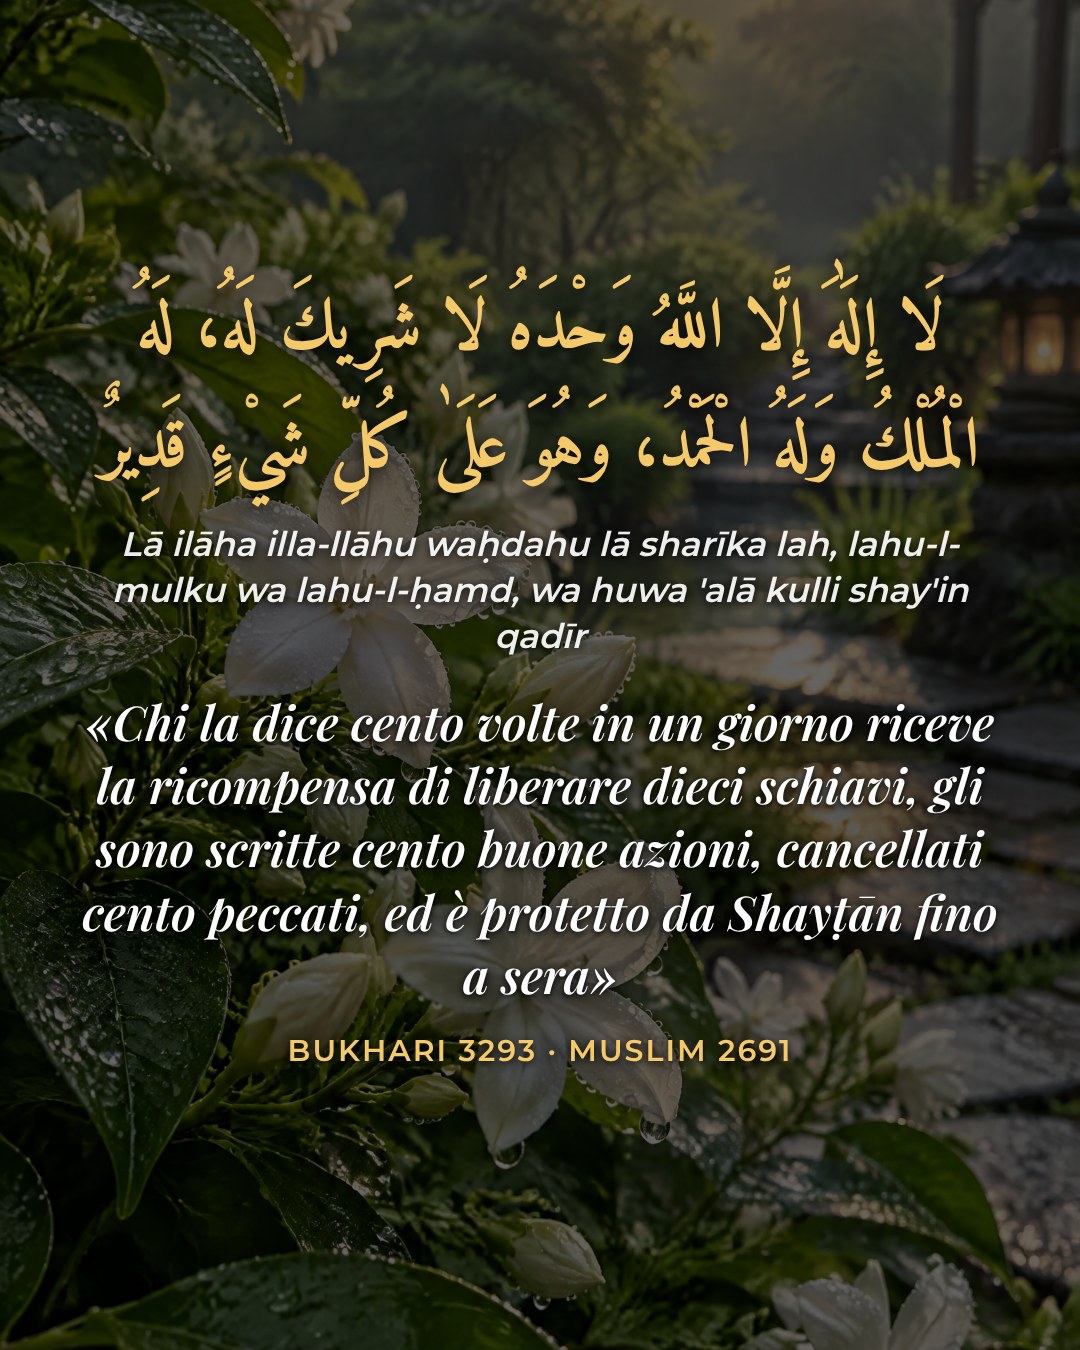 لَا إِلَٰهَ إِلَّا اللَّهُ وَحْدَهُ لَا شَرِيكَ لَهُ، لَهُ
الْمُلْكُ وَلَهُ الْحَمْدُ، وَهُوَ عَلَىٰ كُلِّ شَيْءٍ قَدِيرٌ
Lā ilāha illa-llāhu waḥdahu lā sharīka lah, lahu-l-
mulku wa lahu-l-ḥamd, wa huwa 'alā kulli shay'in
qadīr
«Chi la dice cento volte in un giorno riceve
la ricompensa di liberare dieci schiavi, gli
sono scritte cento buone azioni, cancellati
cento peccati, ed è protetto da Shayṭān fino
a sera»
BUKHARI 3293 · MUSLIM 2691